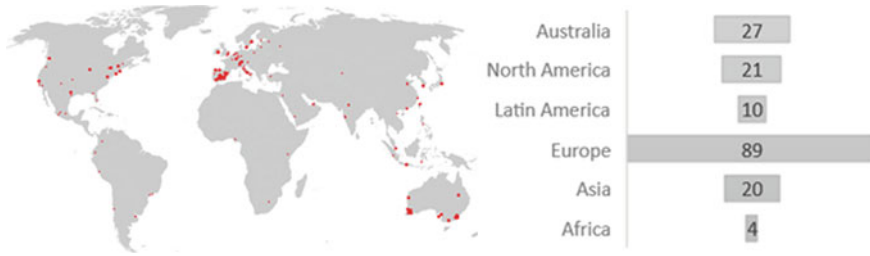 Australia 27
North America 21
Latin America 10
Europe 89
Asia 20
Africa 4